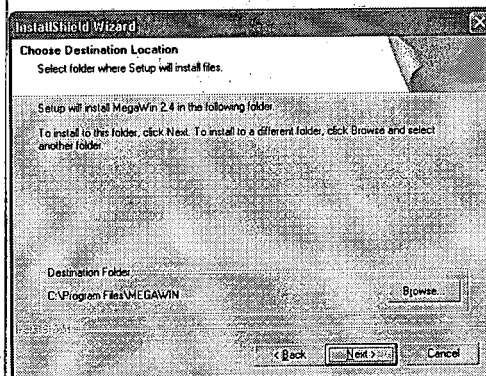 InstallShield Wizard
Choose Destination Location
Select folder where Setup will install files.
Setup will install MegaWin 2.4 in the following folder.
To install to this folder, click Next. To install to a different folder, click Browse and select
another folder.
Destination Folder
C:\Program Files\MEGAWIN
Browse...
InstallShield
< Back
Next >
Cancel